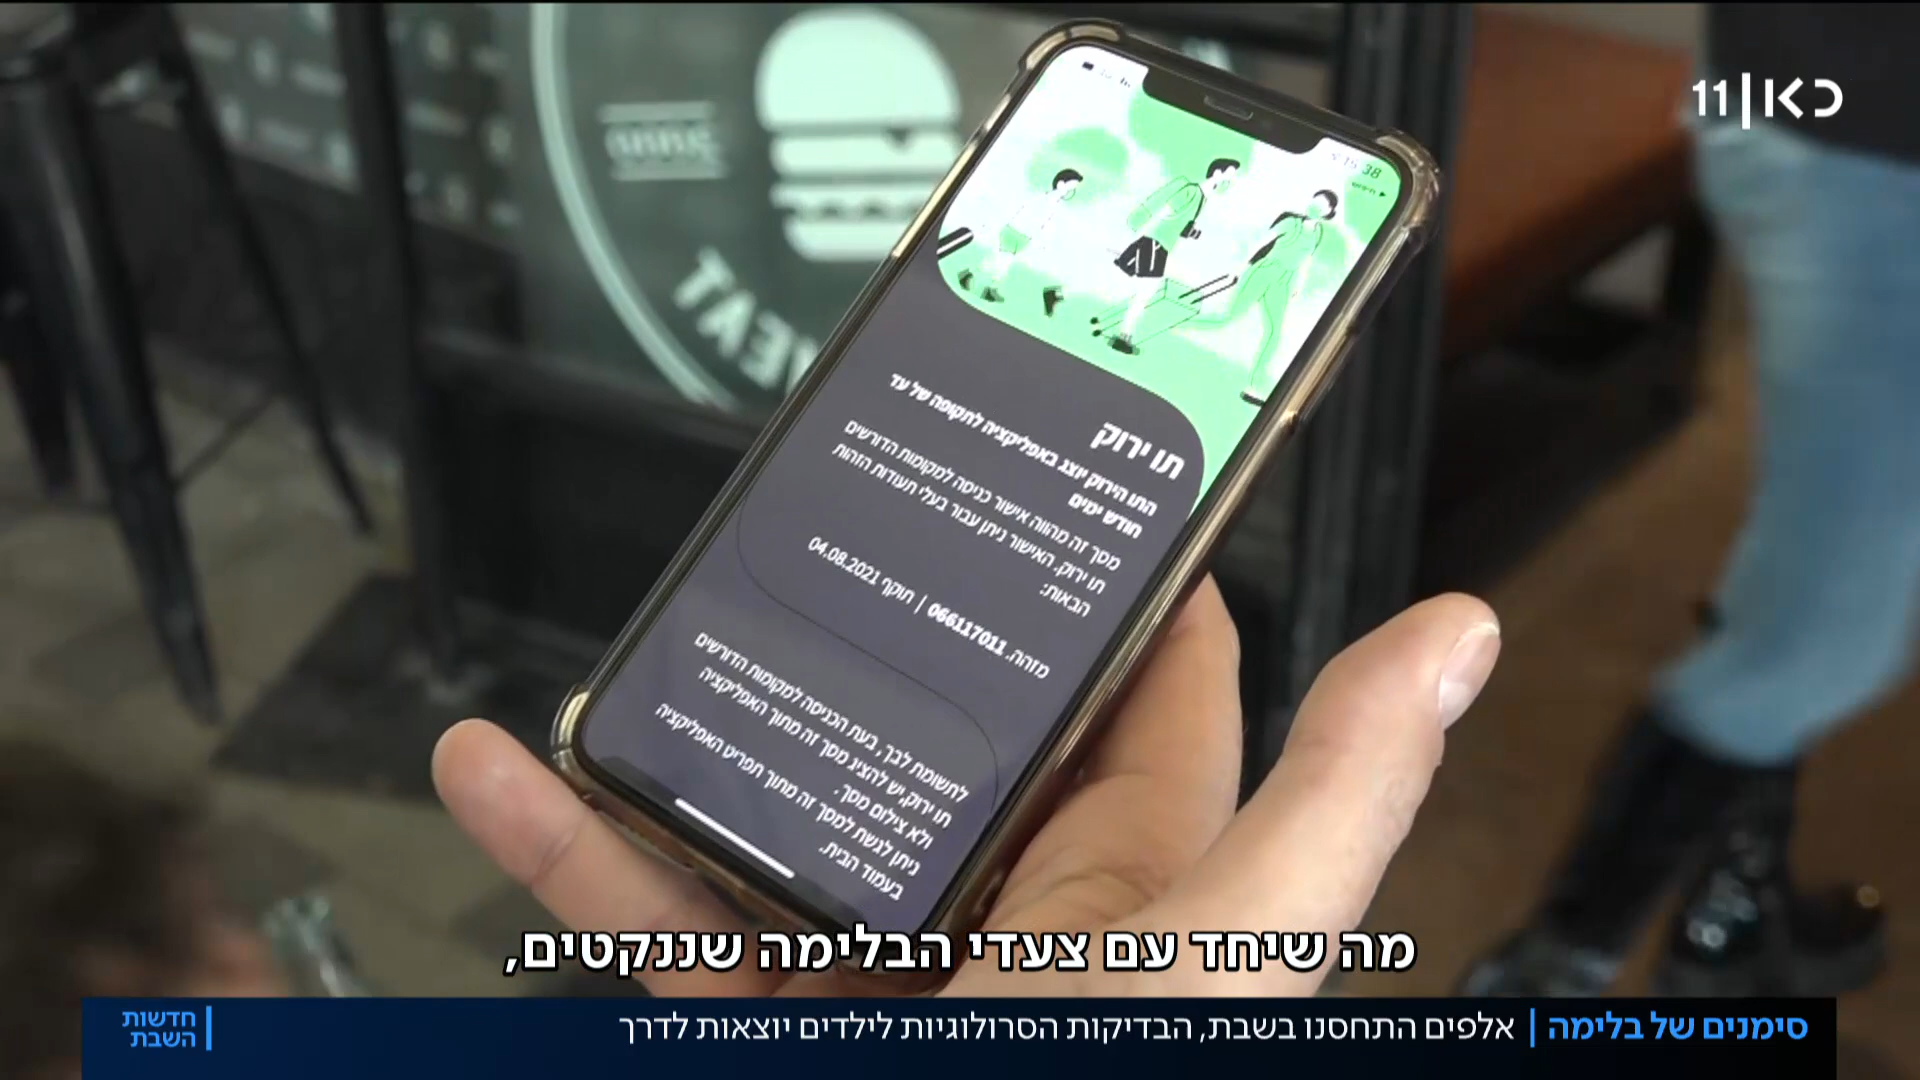 כאן 11
15:38
EAT
תו ירוק
התו הירוק יוצג באפליקציה לתקופה של עד
חודש ימים
מסך זה מהווה אישור כניסה למקומות הדורשים
תו ירוק. האישור ניתן עבור בעלי תעודות הזהות
הבאות:
מזהה. 066117011 | תוקף 04.08.2021
לתשומת לבך, בעת הכניסה למקומות הדורשים
תו ירוק, יש להציג מסך זה מתוך האפליקציה
ולא צילום מסך.
ניתן לגשת למסך זה מתוך תפריט האפליקציה
בעמוד הבית.
מה שיחד עם צעדי הבלימה שננקטים,
סימנים של בלימה | אלפים התחסנו בשבת, הבדיקות הסרולוגיות לילדים יוצאות לדרך
חדשות
השבת